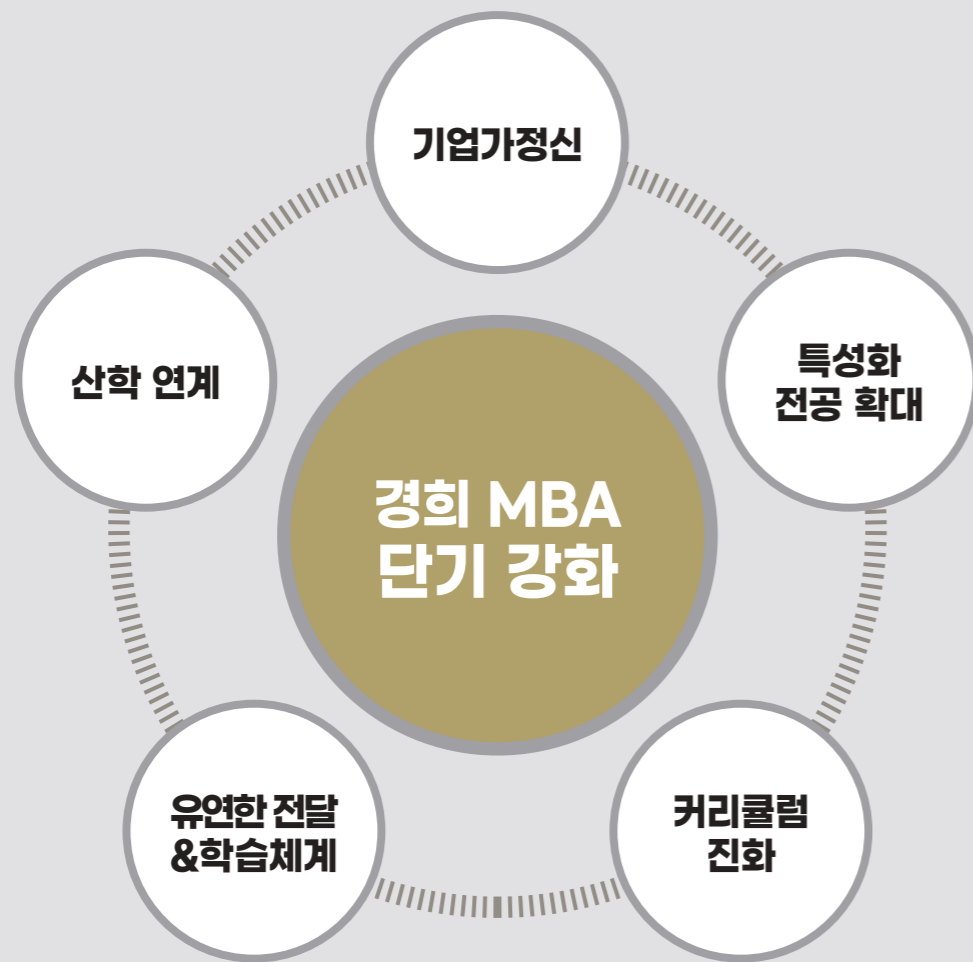 기업가정신
산학 연계
특성화
전공 확대
경희 MBA
단기 강화
유연한 전달
&학습체계
커리큘럼
진화